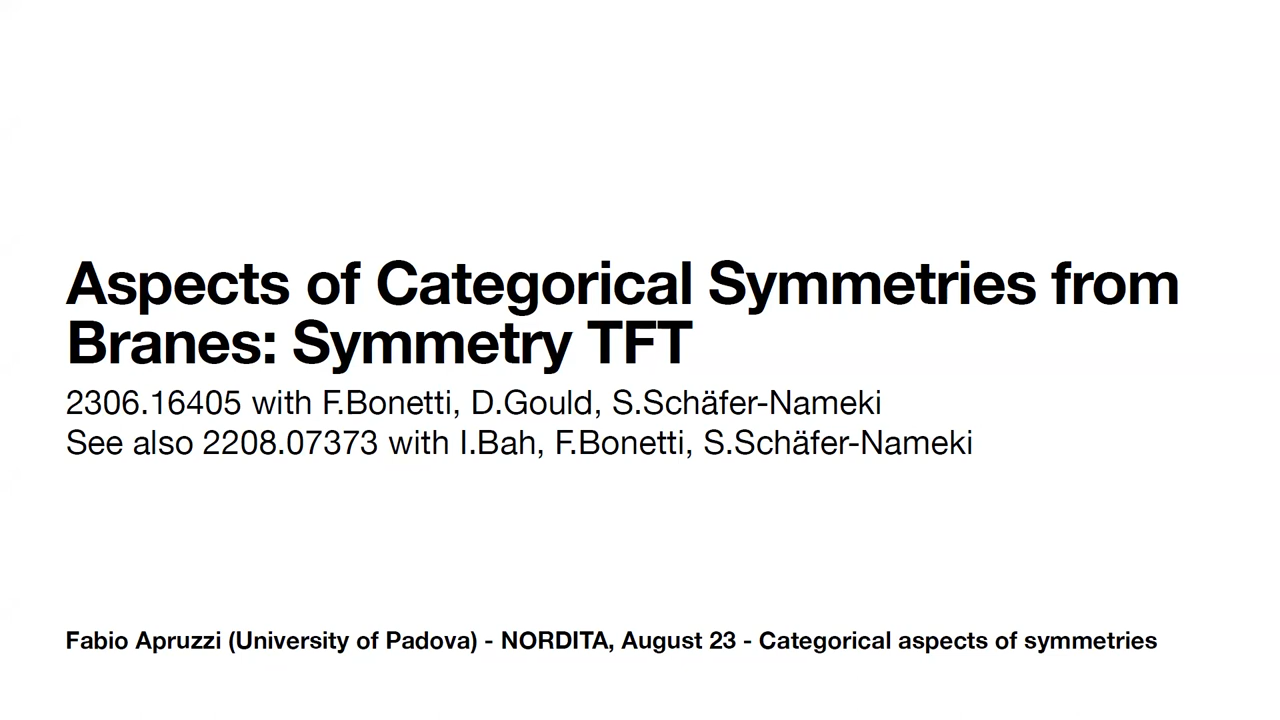 Aspects of Categorical Symmetries from
Branes: Symmetry TFT
2306.16405 with F.Bonetti, D.Gould, S.Schäfer-Nameki
See also 2208.07373 with I.Bah, F.Bonetti, S.Schäfer-Nameki
Fabio Apruzzi (University of Padova) - NORDITA, August 23 - Categorical aspects of symmetries